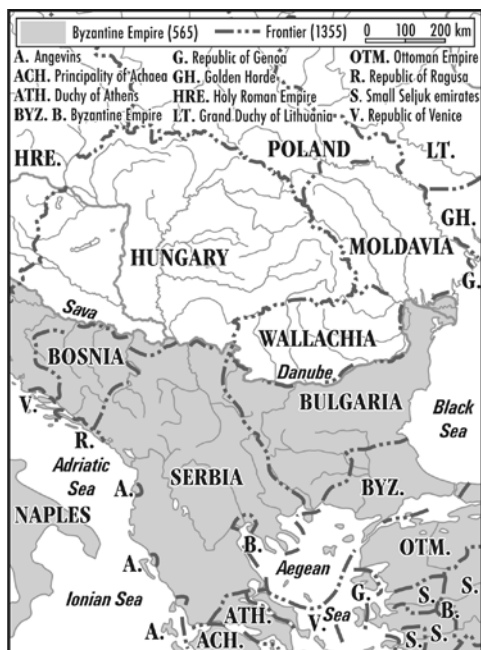 Byzantine Empire (565) Frontier (1355) 0 100 200 km
A. Angevins G. Republic of Genoa OTM. Ottoman Empire
ACH. Principality of Achaea GH. Golden Horde R. Republic of Ragusa
ATH. Duchy of Athens HRE. Holy Roman Empire S. Small Seljuk emirates
BYZ. B. Byzantine Empire LT. Grand Duchy of Lithuania V. Republic of Venice
HRE. POLAND LT.
GH.
MOLDAVIA
HUNGARY
G.
Sava
WALLACHIA
BOSNIA
Danube
BULGARIA
V.
Black
Sea
R.
Adriatic
Sea
SERBIA
A.
BYZ.
NAPLES
OTM.
B.
A.
Aegean
Sea
G.
S.
S.
Ionian Sea
ATH.
V.
B.
A.
ACH.
S.
S.